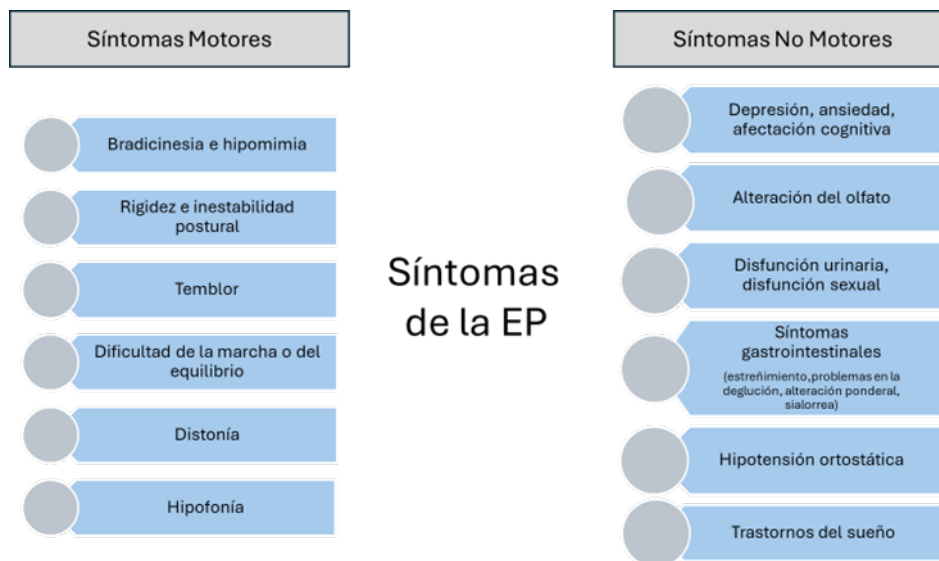 Síntomas Motores
Bradicinesia e hipomimia
Rigidez e inestabilidad
postural
Temblor
Dificultad de la marcha o del
equilibrio
Distonía
Hipofonía
Síntomas
de la EP
Síntomas No Motores
Depresión, ansiedad,
afectación cognitiva
Alteración del olfato
Disfunción urinaria,
disfunción sexual
Síntomas
gastrointestinales
(estreñimiento,problemas en la
deglución, alteración ponderal,
sialorrea)
Hipotensión ortostática
Trastornos del sueño